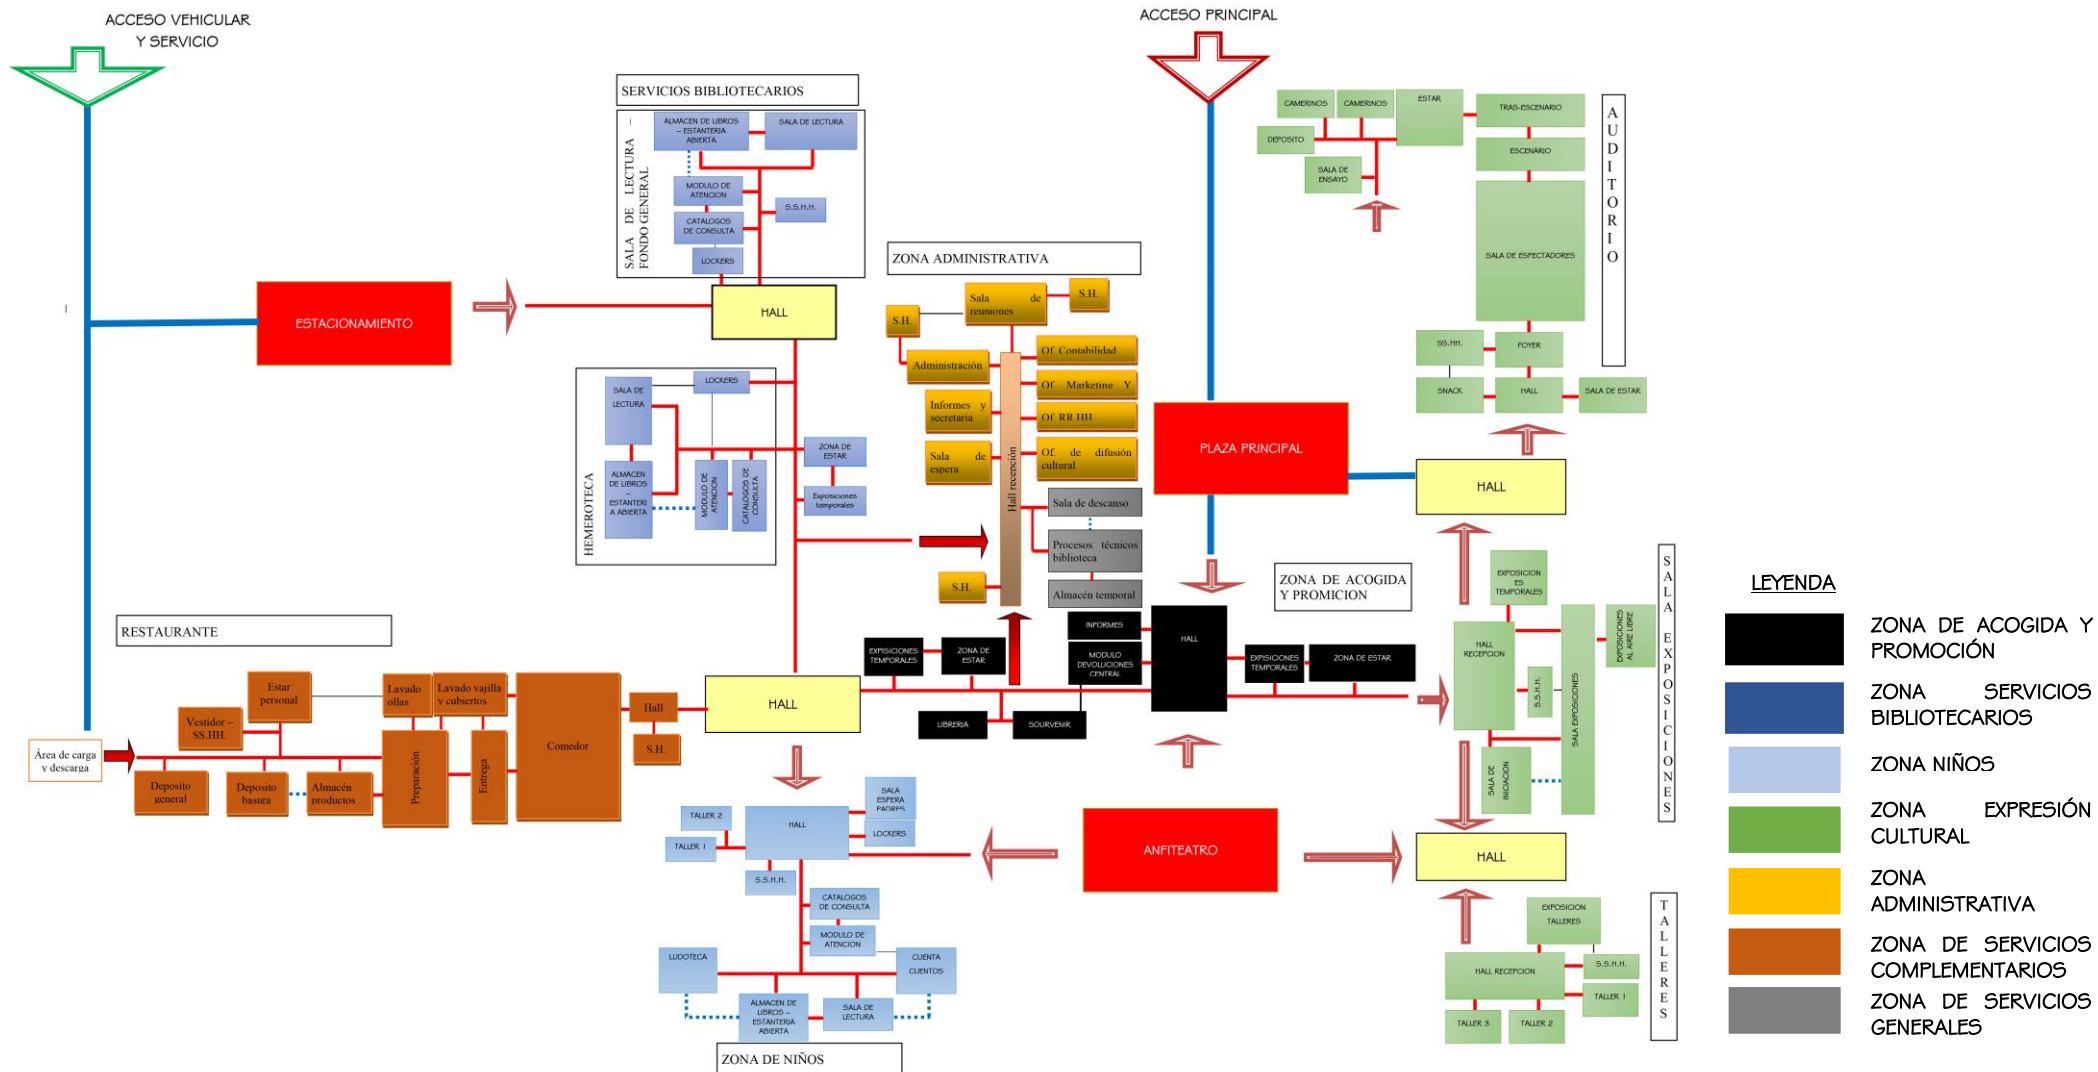 ACCESO VEHICULAR
Y SERVICIO
ACCESO PRINCIPAL
SERVICIOS BIBLIOTECARIOS
SALA DE LECTURA –
FONDO GENERAL
ALMACEN DE LIBROS
– ESTANTERIA
ABIERTA
SALA DE LECTURA
MODULO DE
ATENCION
CATALOGOS
DE CONSULTA
S.S.H.H.
LOCKERS
HALL
ESTACIONAMIENTO
HEMEROTECA
SALA DE
LECTURA
LOCKERS
ALMACEN
DE LIBROS
– ESTANTERI
A ABIERTA
MODULO DE
ATENCION
CATALOGOS DE
CONSULTA
ZONA DE
ESTAR
Exposiciones
temporales
ZONA ADMINISTRATIVA
Sala de
reuniones
S.H.
S.H.
Administración
Informes y
secretaria
Sala de
espera
S.H.
Hall recepción
Of. Contabilidad
Of. Marketing Y
Of. RR.HH
Of. de difusión
cultural
Sala de descanso
Procesos técnicos
biblioteca
Almacén temporal
CAMERINOS
CAMERINOS
ESTAR
TRAS-ESCENARIO
DEPOSITO
SALA DE
ENSAYO
ESCENARIO
SALA DE ESPECTADORES
SS.HH.
FOYER
SNACK
HALL
SALA DE ESTAR
AUDITORIO
PLAZA PRINCIPAL
HALL
ZONA DE ACOGIDA
Y PROMICION
INFORMES
MODULO
DEVOLUCIONES
CENTRAL
HALL
EXPISICIONES
TEMPORALES
ZONA DE
ESTAR
LIBRERIA
SOURVENIR
EXPISICIONES
TEMPORALES
ZONA DE ESTAR
EXPOSICION
ES
TEMPORALES
HALL
RECEPCION
S.S.H.H.
SALA EXPOSICIONES
EXPOSICIONES
AL AIRE LIBRE
SALA DE
INICIACION
SALA EXPOSICIONES
RESTAURANTE
Área de carga
y descarga
Vestidor –
SS.HH.
Estar
personal
Lavado
ollas
Lavado vajilla
y cubiertos
Deposito
general
Deposito
basura
Almacén
productos
Preparación
Entrega
Comedor
Hall
S.H.
HALL
TALLER 2
TALLER 1
HALL
SALA
ESPERA
PADRES
LOCKERS
S.S.H.H.
CATALOGOS
DE CONSULTA
MODULO DE
ATENCION
LUDOTECA
CUENTA
CUENTOS
ALMACEN DE
LIBROS –
ESTANTERIA
ABIERTA
SALA DE
LECTURA
ZONA DE NIÑOS
ANFITEATRO
HALL
EXPOSICION
TALLERES
HALL RECEPCION
S.S.H.H.
TALLER 1
TALLER 3
TALLER 2
TALLERES
LEYENDA
ZONA DE ACOGIDA Y
PROMOCIÓN
ZONA SERVICIOS
BIBLIOTECARIOS
ZONA NIÑOS
ZONA EXPRESIÓN
CULTURAL
ZONA
ADMINISTRATIVA
ZONA DE SERVICIOS
COMPLEMENTARIOS
ZONA DE SERVICIOS
GENERALES